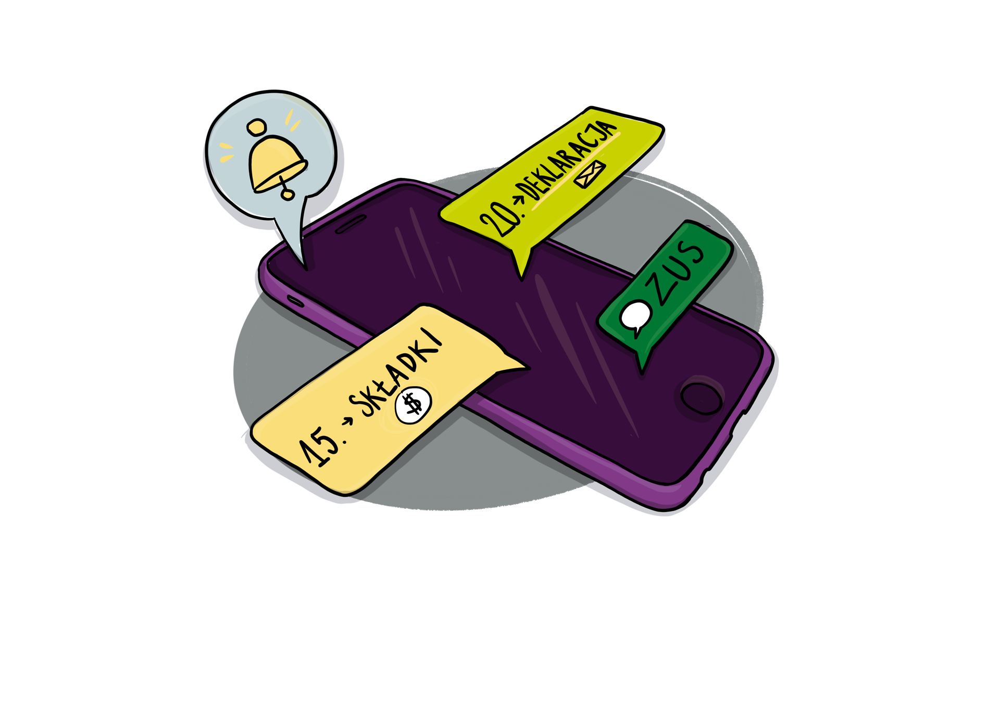 20. → DEKLARACJA
ZUS
15. → SKŁADKI
$